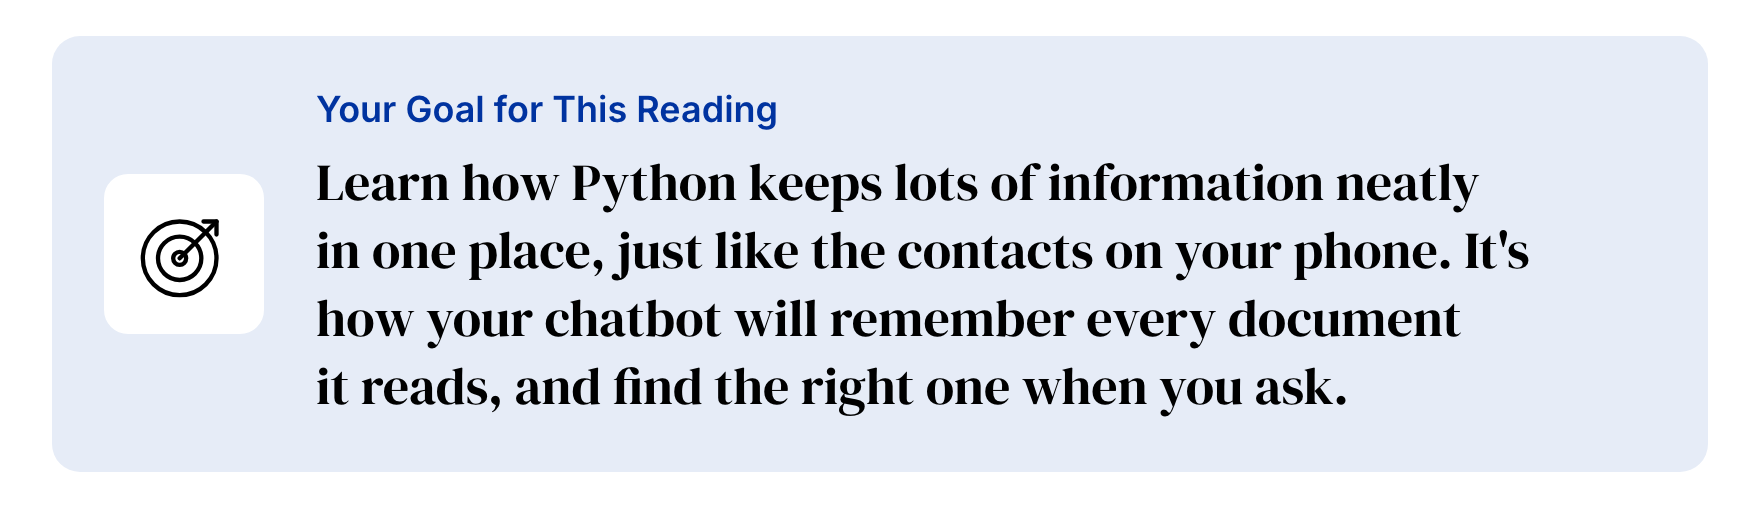 Your Goal for This Reading
Learn how Python keeps lots of information neatly
in one place, just like the contacts on your phone. It's
how your chatbot will remember every document
it reads, and find the right one when you ask.